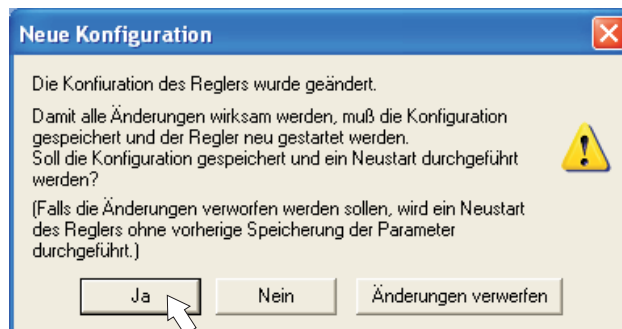 Neue Konfiguration
Die Konfiuration des Reglers wurde geändert.
Damit alle Änderungen wirksam werden, muß die Konfiguration
gespeichert und der Regler neu gestartet werden.
Soll die Konfiguration gespeichert und ein Neustart durchgeführt
werden?
(Falls die Änderungen verworfen werden sollen, wird ein Neustart
des Reglers ohne vorherige Speicherung der Parameter
durchgeführt.)
Ja Nein Änderungen verwerfen